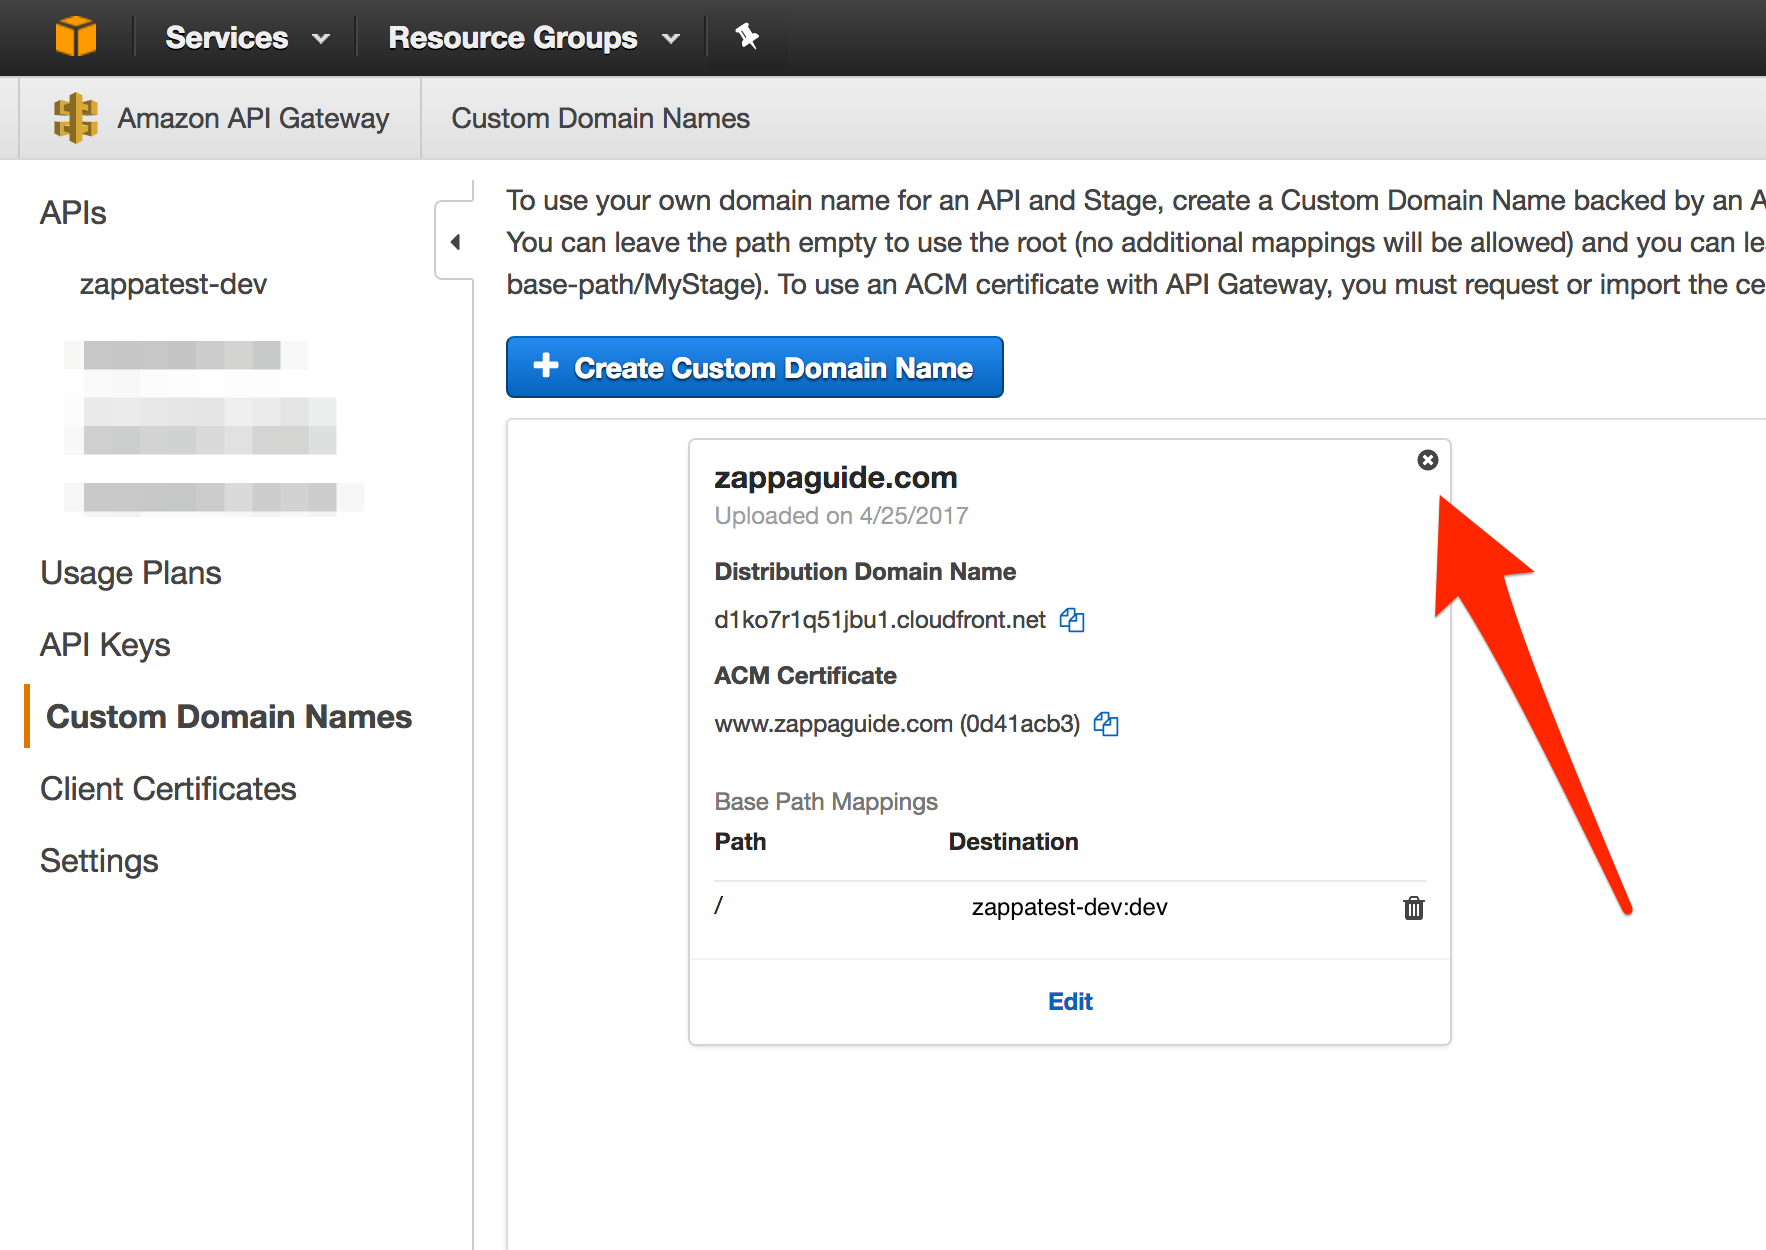 Services
Resource Groups
Amazon API Gateway
Custom Domain Names
APIs
zappatest-dev
Usage Plans
API Keys
Custom Domain Names
Client Certificates
Settings
To use your own domain name for an API and Stage, create a Custom Domain Name backed by an A
You can leave the path empty to use the root (no additional mappings will be allowed) and you can le
base-path/MyStage). To use an ACM certificate with API Gateway, you must request or import the ce
Create Custom Domain Name
zappaguide.com
Uploaded on 4/25/2017
Distribution Domain Name
d1ko7r1q51jbu1.cloudfront.net
ACM Certificate
www.zappaguide.com (0d41acb3)
Base Path Mappings
Path Destination
/ zappatest-dev:dev
Edit